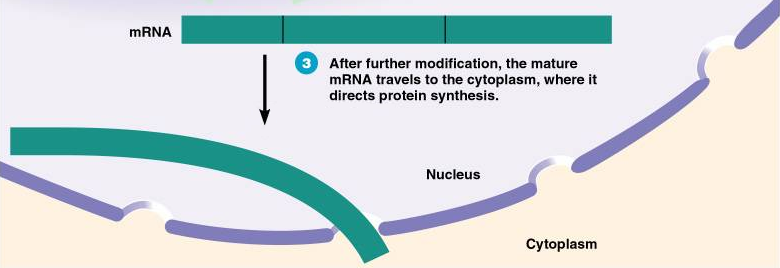 mRNA
3 After further modification, the mature
mRNA travels to the cytoplasm, where it
directs protein synthesis.
Nucleus
Cytoplasm